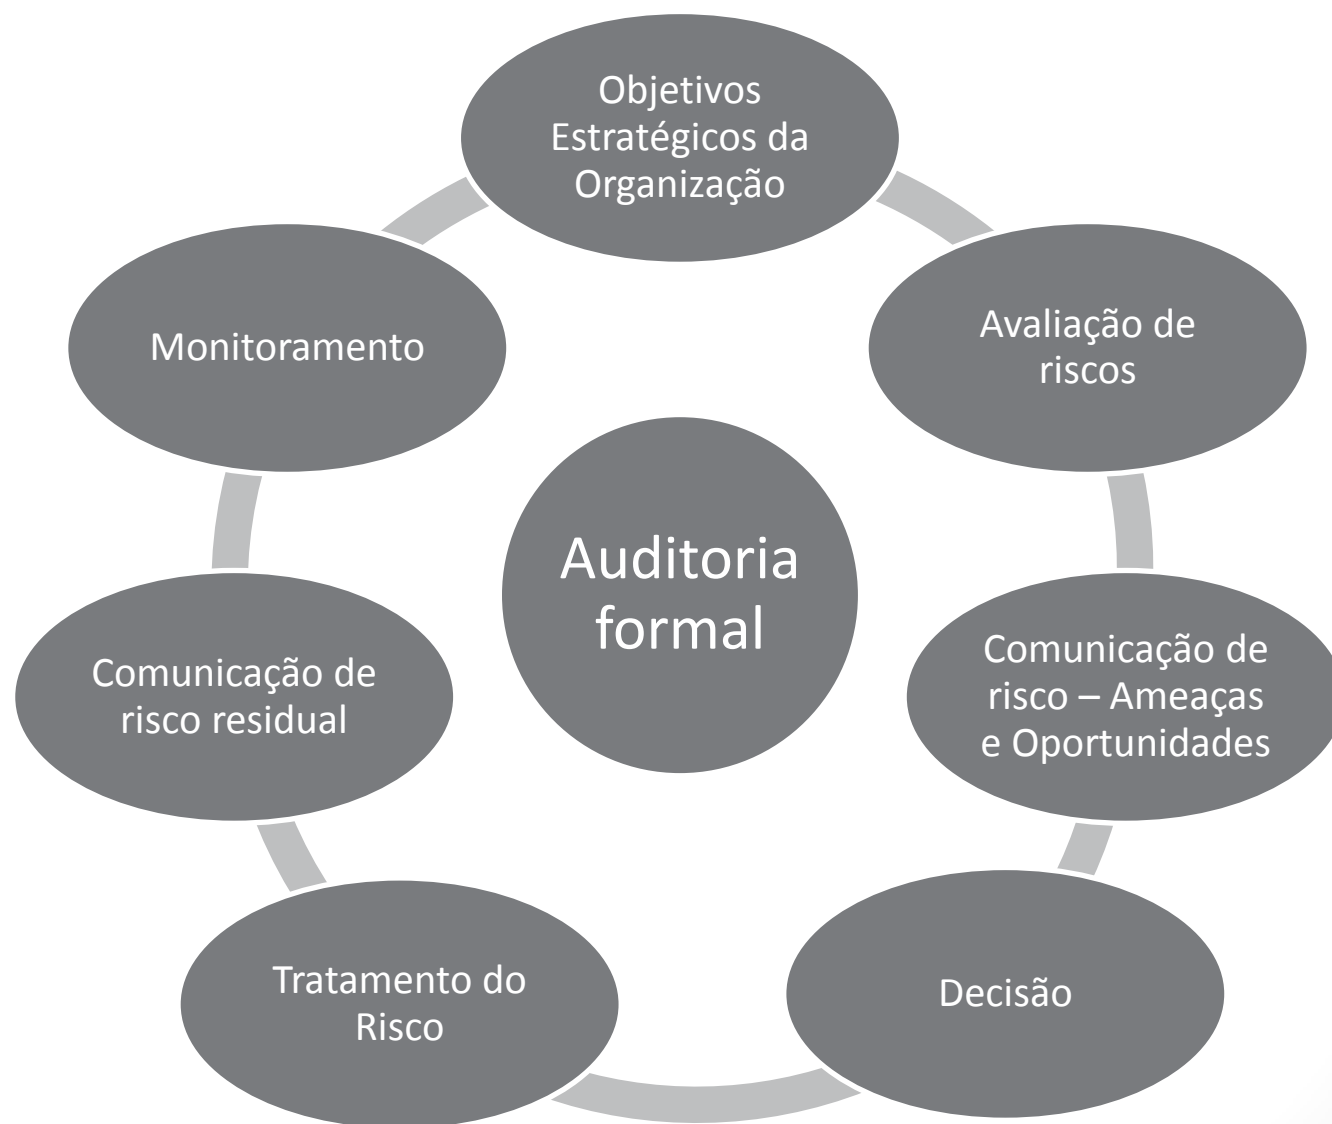 Objetivos
Estratégicos da
Organização
Avaliação de
riscos
Comunicação de
risco – Ameaças
e Oportunidades
Decisão
Tratamento do
Risco
Comunicação de
risco residual
Monitoramento
Auditoria
formal